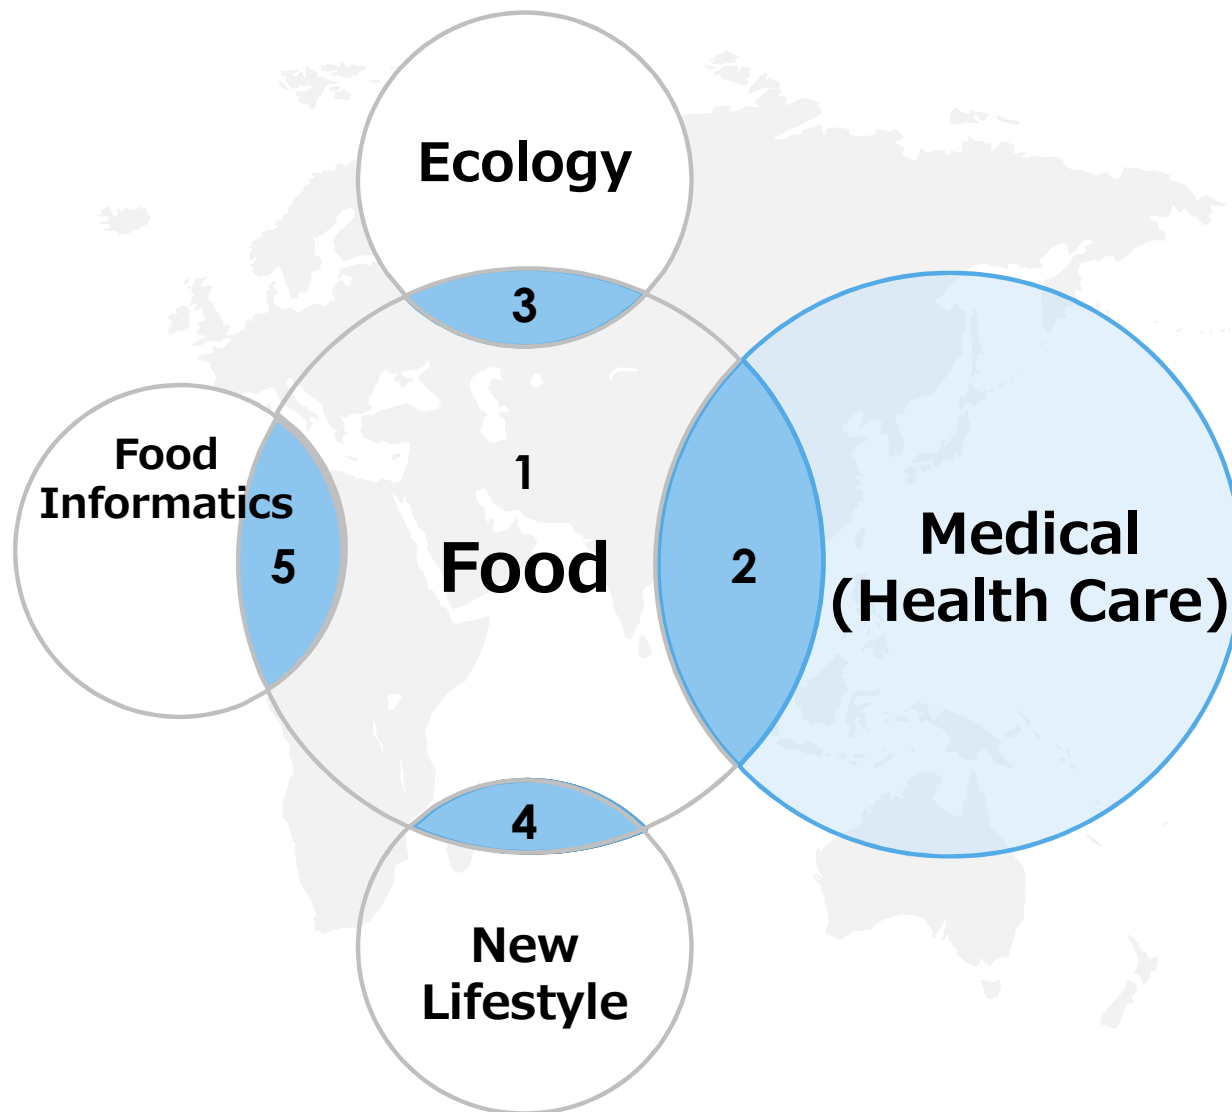 Ecology
3
Food
Informatics
5
1
Food
2
Medical
(Health Care)
4
New
Lifestyle